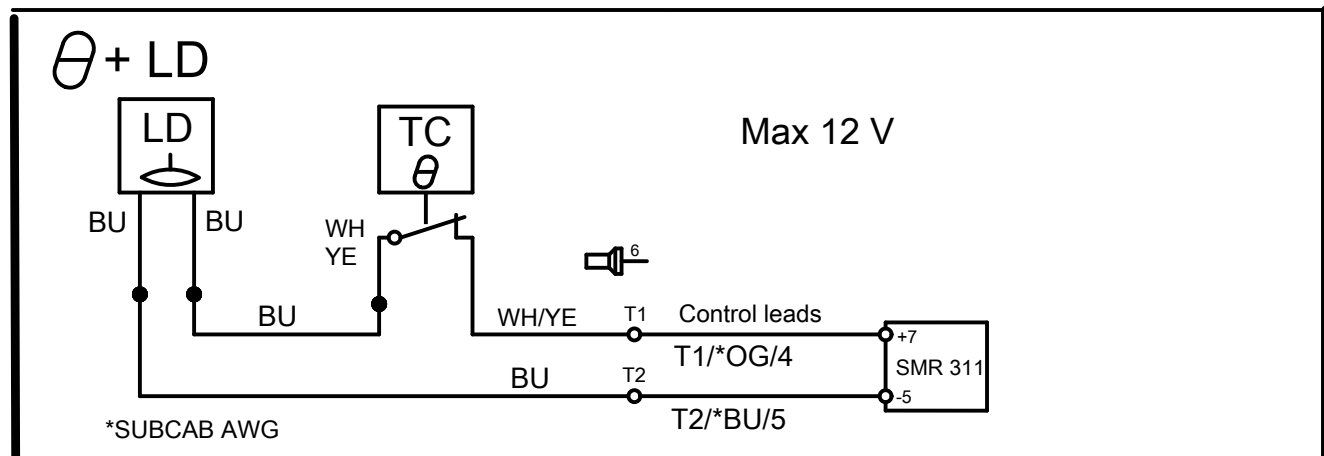 θ + LD
LD
TC
θ
Max 12 V
BU
BU
WH
YE
6
BU
WH/YE
T1
Control leads
+7
T1/*OG/4
SMR 311
BU
T2
-5
T2/*BU/5
*SUBCAB AWG